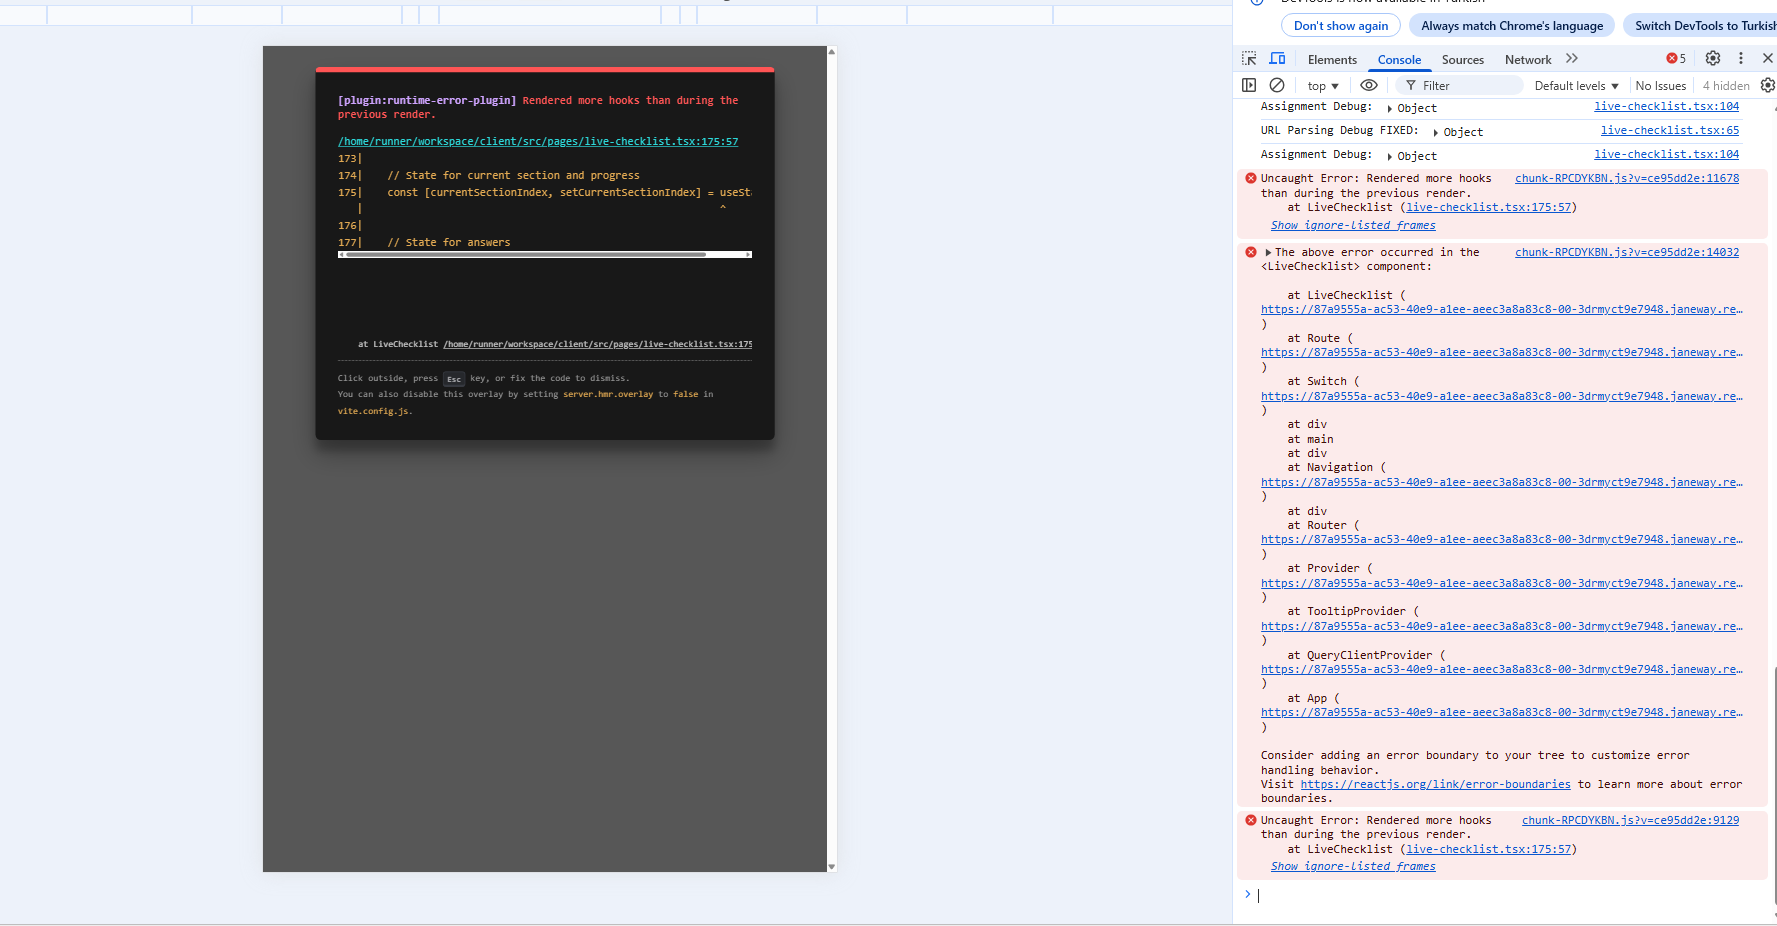 [plugin:runtime-error-plugin] Rendered more hooks than during the
previous render.
/home/runner/workspace/client/src/pages/live-checklist.tsx:175:57
173|
174|    // State for current section and progress
175|    const [currentSectionIndex, setCurrentSectionIndex] = useSt
|                                                         ^
176|
177|    // State for answers
at LiveChecklist /home/runner/workspace/client/src/pages/live-checklist.tsx:175
Click outside, press Esc key, or fix the code to dismiss.
You can also disable this overlay by setting server.hmr.overlay to false in
vite.config.js.
DevTools is now available in Turkish
Don't show again
Always match Chrome's language
Switch DevTools to Turkish
Elements
Console
Sources
Network
5
top
Filter
Default levels
No Issues
4 hidden
Assignment Debug: Object live-checklist.tsx:104
URL Parsing Debug FIXED: Object live-checklist.tsx:65
Assignment Debug: Object live-checklist.tsx:104
Uncaught Error: Rendered more hooks chunk-RPCDYKBN.js?v=ce95dd2e:11678
than during the previous render.
at LiveChecklist (live-checklist.tsx:175:57)
Show ignore-listed frames
The above error occurred in the chunk-RPCDYKBN.js?v=ce95dd2e:14032
<LiveChecklist> component:
at LiveChecklist (
https://87a9555a-ac53-40e9-a1ee-aeec3a8a83c8-00-3drmyct9e7948.janeway.re…
)
at Route (
https://87a9555a-ac53-40e9-a1ee-aeec3a8a83c8-00-3drmyct9e7948.janeway.re…
)
at Switch (
https://87a9555a-ac53-40e9-a1ee-aeec3a8a83c8-00-3drmyct9e7948.janeway.re…
)
at div
at main
at div
at Navigation (
https://87a9555a-ac53-40e9-a1ee-aeec3a8a83c8-00-3drmyct9e7948.janeway.re…
)
at div
at Router (
https://87a9555a-ac53-40e9-a1ee-aeec3a8a83c8-00-3drmyct9e7948.janeway.re…
)
at Provider (
https://87a9555a-ac53-40e9-a1ee-aeec3a8a83c8-00-3drmyct9e7948.janeway.re…
)
at TooltipProvider (
https://87a9555a-ac53-40e9-a1ee-aeec3a8a83c8-00-3drmyct9e7948.janeway.re…
)
at QueryClientProvider (
https://87a9555a-ac53-40e9-a1ee-aeec3a8a83c8-00-3drmyct9e7948.janeway.re…
)
at App (
https://87a9555a-ac53-40e9-a1ee-aeec3a8a83c8-00-3drmyct9e7948.janeway.re…
)
Consider adding an error boundary to your tree to customize error
handling behavior.
Visit https://reactjs.org/link/error-boundaries to learn more about error
boundaries.
Uncaught Error: Rendered more hooks chunk-RPCDYKBN.js?v=ce95dd2e:9129
than during the previous render.
at LiveChecklist (live-checklist.tsx:175:57)
Show ignore-listed frames